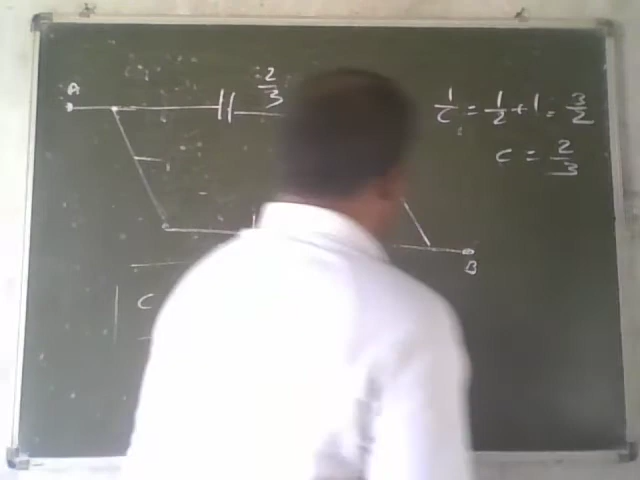 A
2/3
1/C = 1/2 + 1 = 3/2
C = 2/3
B
C